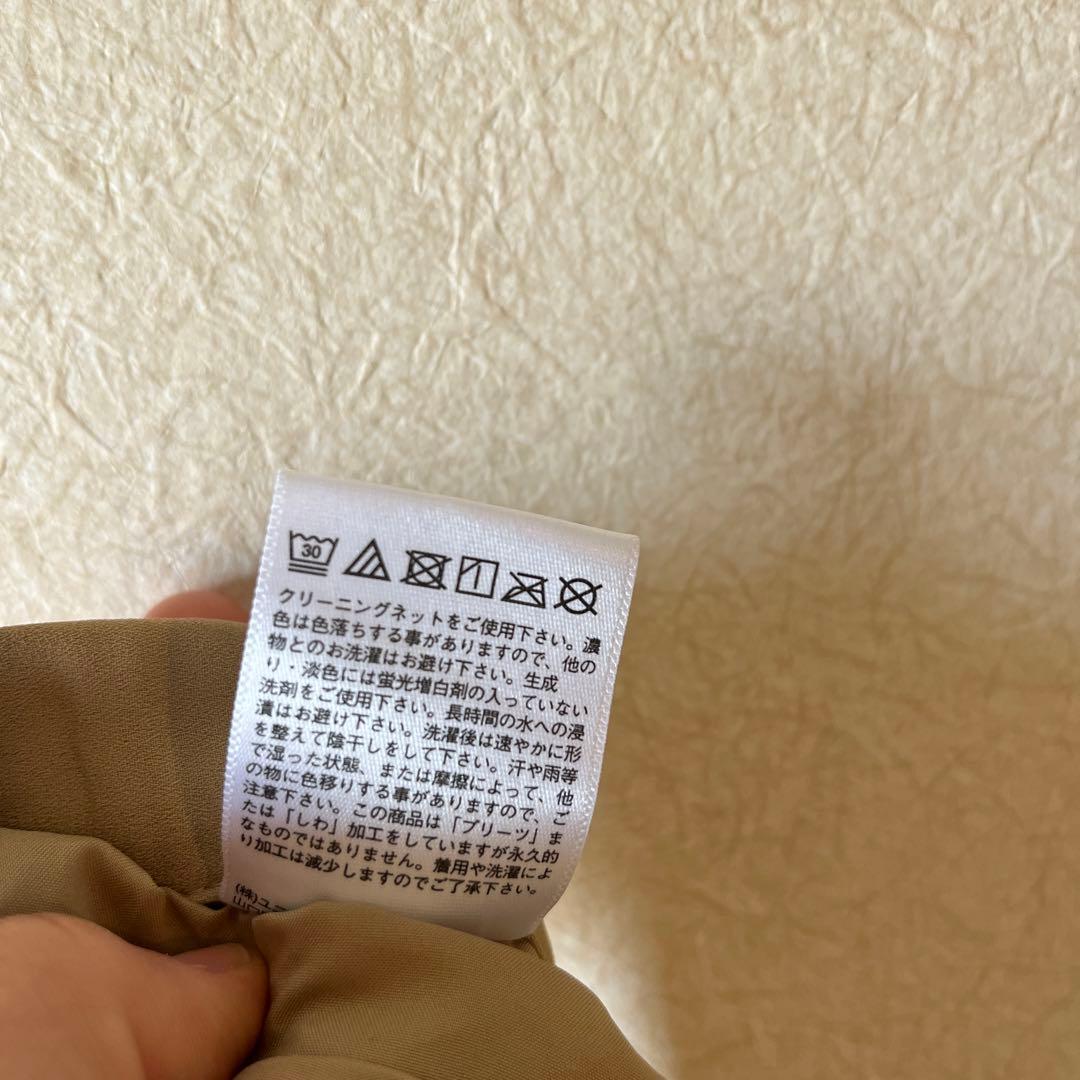 30
クリーニングネットをご使用下さい。濃
色は色落ちする事がありますので、他の
物とのお洗濯はお避け下さい。生成
り・淡色には蛍光増白剤の入っていない
洗剤をご使用下さい。長時間の水への浸
漬はお避け下さい。洗濯後は速やかに形
を整えて陰干しをして下さい。汗や雨等
で湿った状態、または摩擦によって、他
の物に色移りする事がありますので、ご
注意下さい。この商品は「プリーツ」ま
たは「しわ」加工をしていますが永久的
なものではありません。着用や洗濯によ
り加工は減少しますのでご了承下さい。
(株)ユニ
山口